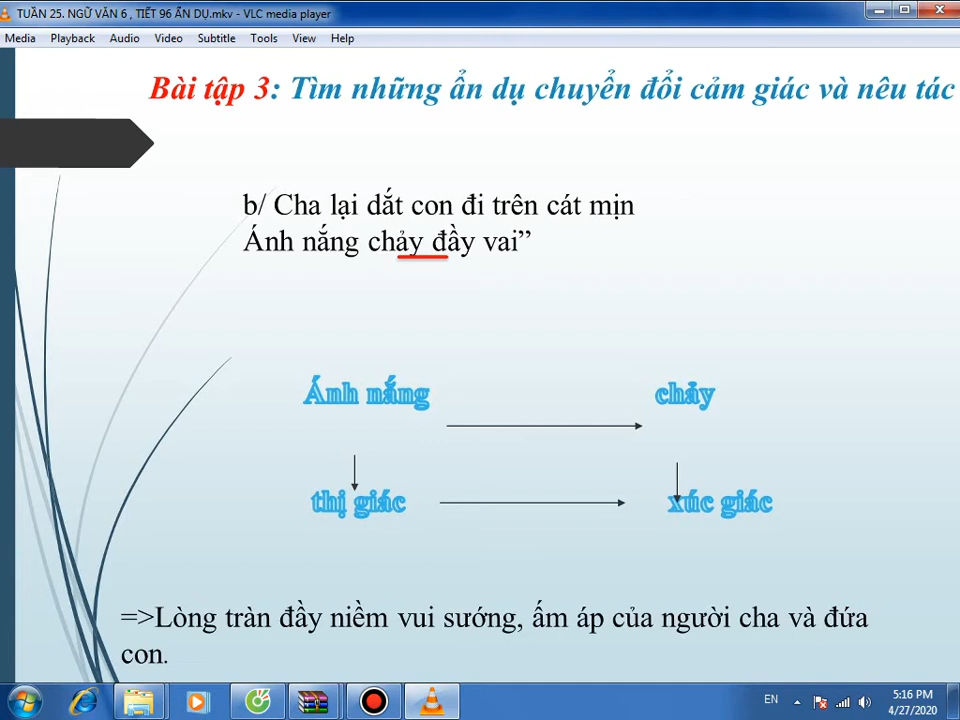 TUẦN 25. NGỮ VĂN 6 , TIẾT 96 ẨN DỤ.mkv - VLC media player
Media Playback Audio Video Subtitle Tools View Help
Bài tập 3: Tìm những ẩn dụ chuyển đổi cảm giác và nêu tác
b/ Cha lại dắt con đi trên cát mịn
Ánh nắng chảy đầy vai”
Ánh nắng chảy
thị giác xúc giác
=>Lòng tràn đầy niềm vui sướng, ấm áp của người cha và đứa
con.
EN 5:16 PM
4/27/2020